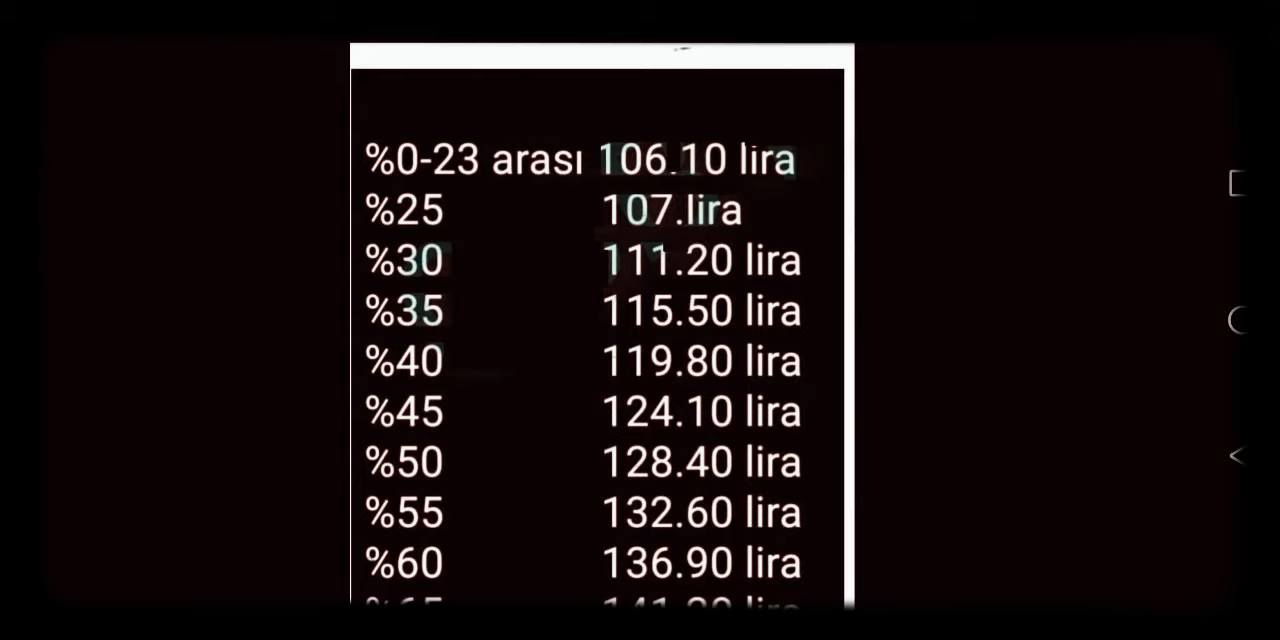 %0-23 arası 106.10 lira
%25 107.lira
%30 111.20 lira
%35 115.50 lira
%40 119.80 lira
%45 124.10 lira
%50 128.40 lira
%55 132.60 lira
%60 136.90 lira